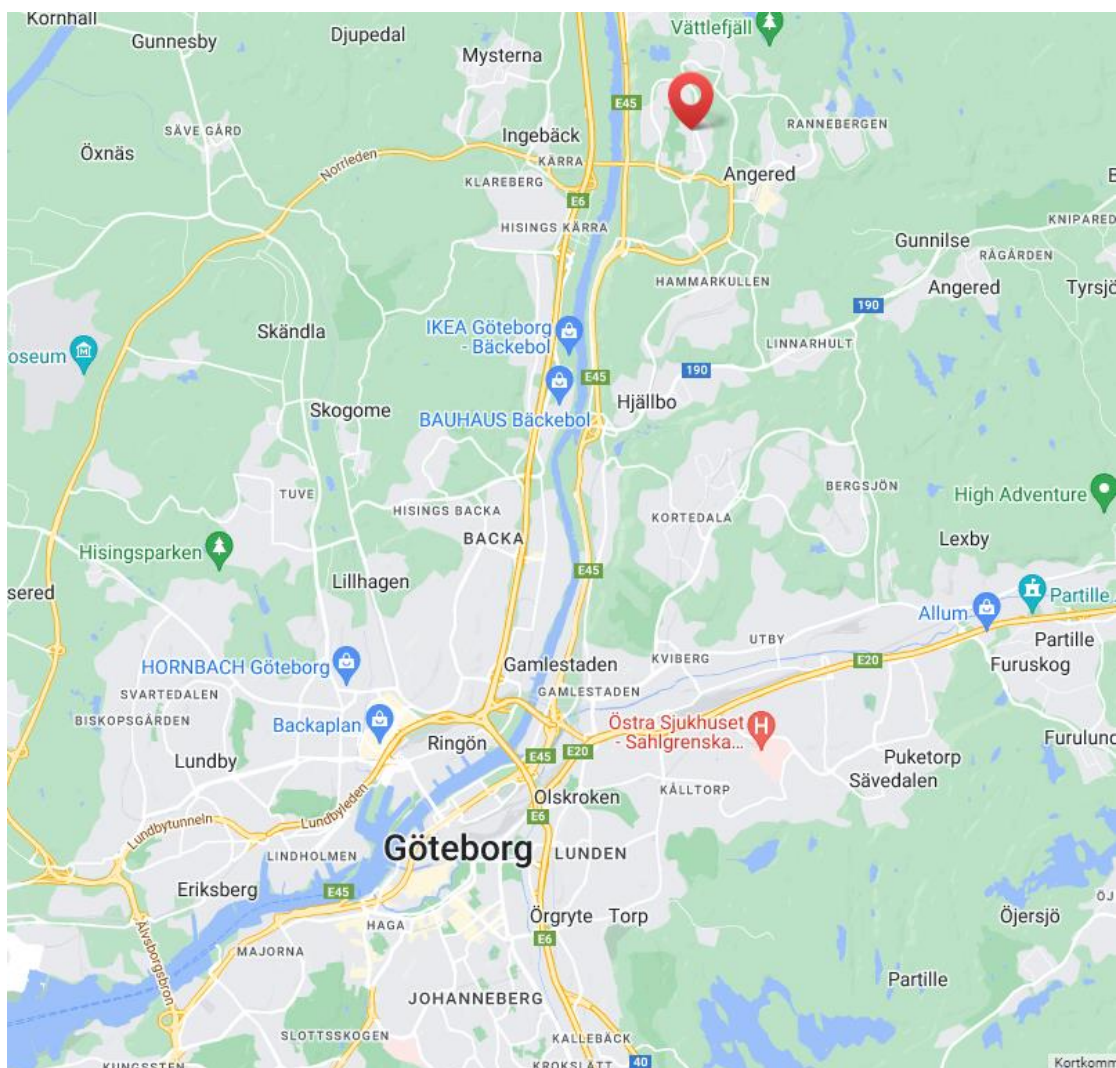 Kornhall
Gunnesby
Djupedal
Mysterna
Vättlefjäll
E45
SÄVE GÅRD
RANNEBERGEN
Öxnäs
Ingebäck
Norrleden
KÄRRA
KLAREBERG
Angered
E6
HISINGS KÄRRA
KNIPARED
Gunnilse
RÅGÅRDEN
HAMMARKULLEN
Angered
Tyrsjö
190
Skändla
IKEA Göteborg
- Bäckebol
LINNARHULT
oseum
E45
190
Skogome
Hjällbo
BAUHAUS Bäckebol
TUVE
BERGSJÖN
High Adventure
HISINGS BACKA
KORTEDALA
BACKA
Lexby
Hisingsparken
E45
Lillhagen
sered
Partille
Allum
UTBY
Partille
HORNBACH Göteborg
Gamlestaden
KVIBERG
E20
Furuskog
SVARTEDALEN
GAMLESTADEN
BISKOPSGÅRDEN
Backaplan
Östra Sjukhuset
- Sahlgrenska...
Ringön
Furulund
E45
E20
Lundby
Puketorp
Sävedalen
Olskroken
KÅLLTORP
Lundbytunneln
Lundbyleden
E6
Göteborg
LINDHOLMEN
LUNDEN
Eriksberg
E45
HAGA
Örgryte
Torp
ÖJ
Öjersjö
Älvsborgsbron
E6
MAJORNA
Partille
JOHANNEBERG
SLOTTSSKOGEN
KALLEBÄCK
KUNGSSTEN
KROKSLÄTT
40
Kortkomm